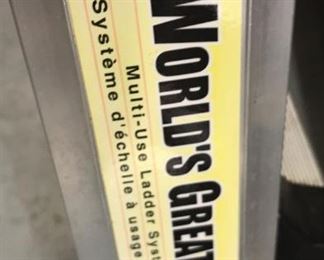 WORLD'S GREAT
Multi-Use Ladder Syst
Système d'échelle à usage